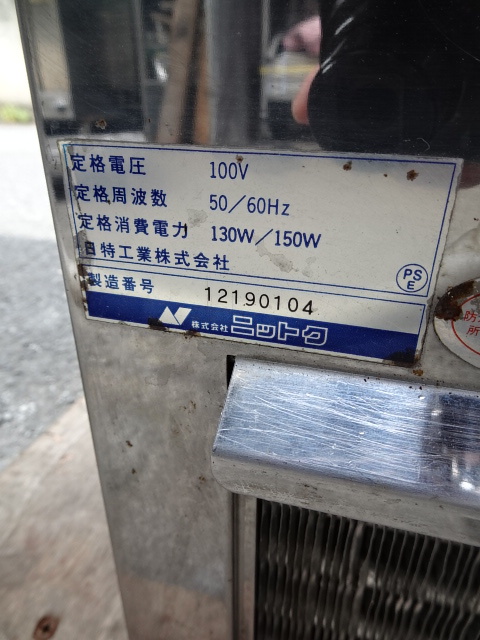 定格電圧 100V
定格周波数 50/60Hz
定格消費電力 130W/150W
日特工業株式会社
PS
E
製造番号 12190104
株式会社ニットク
防
所